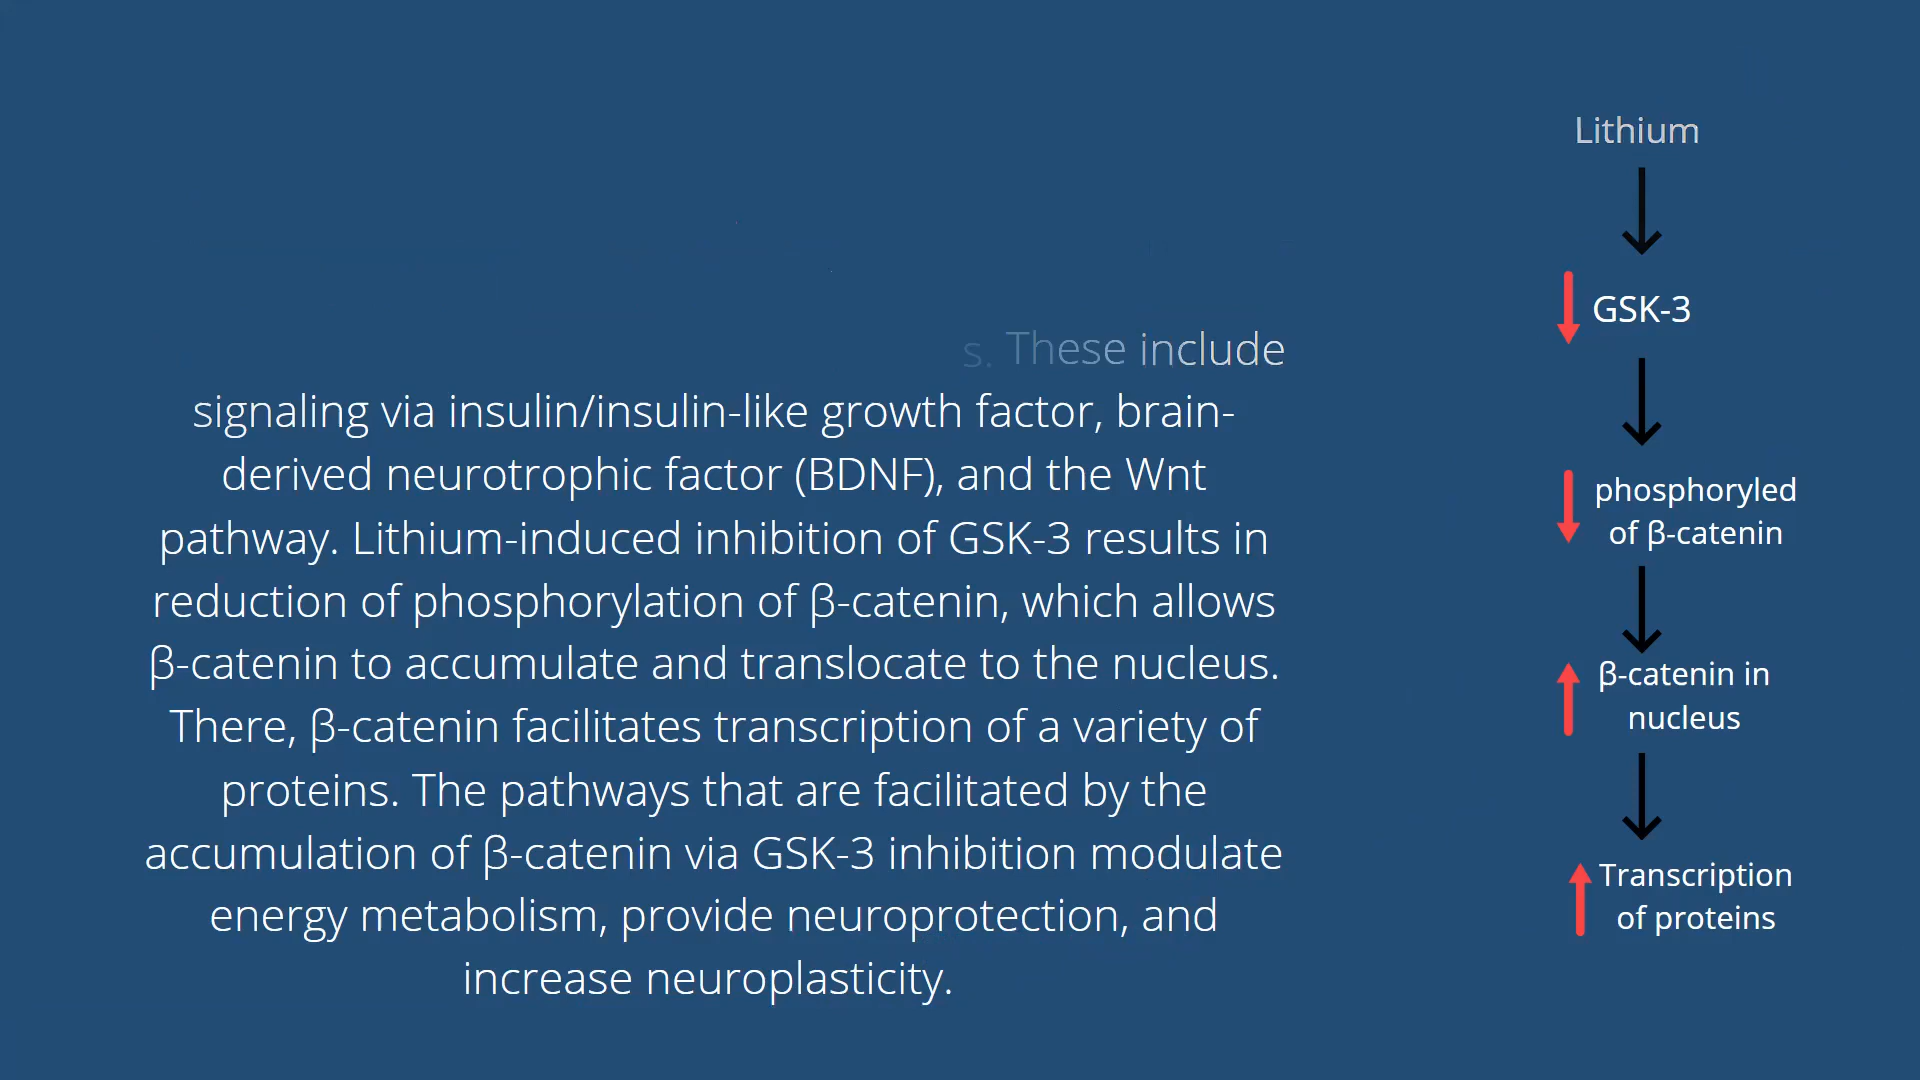 s. These include
signaling via insulin/insulin-like growth factor, brain-
derived neurotrophic factor (BDNF), and the Wnt
pathway. Lithium-induced inhibition of GSK-3 results in
reduction of phosphorylation of β-catenin, which allows
β-catenin to accumulate and translocate to the nucleus.
There, β-catenin facilitates transcription of a variety of
proteins. The pathways that are facilitated by the
accumulation of β-catenin via GSK-3 inhibition modulate
energy metabolism, provide neuroprotection, and
increase neuroplasticity.
Lithium
GSK-3
phosphoryled
of β-catenin
β-catenin in
nucleus
Transcription
of proteins